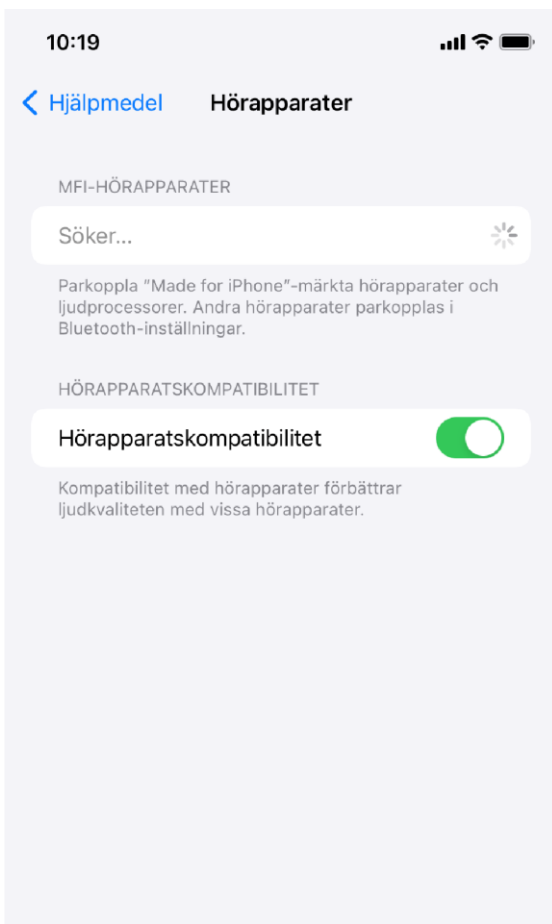 10:19
Hjälpmedel Hörapparater
MFI-HÖRAPPARATER
Söker...
Parkoppla "Made for iPhone"-märkta hörapparater och
ljudprocessorer. Andra hörapparater parkopplas i
Bluetooth-inställningar.
HÖRAPPARATSKOMPATIBILITET
Hörapparatskompatibilitet
Kompatibilitet med hörapparater förbättrar
ljudkvaliteten med vissa hörapparater.